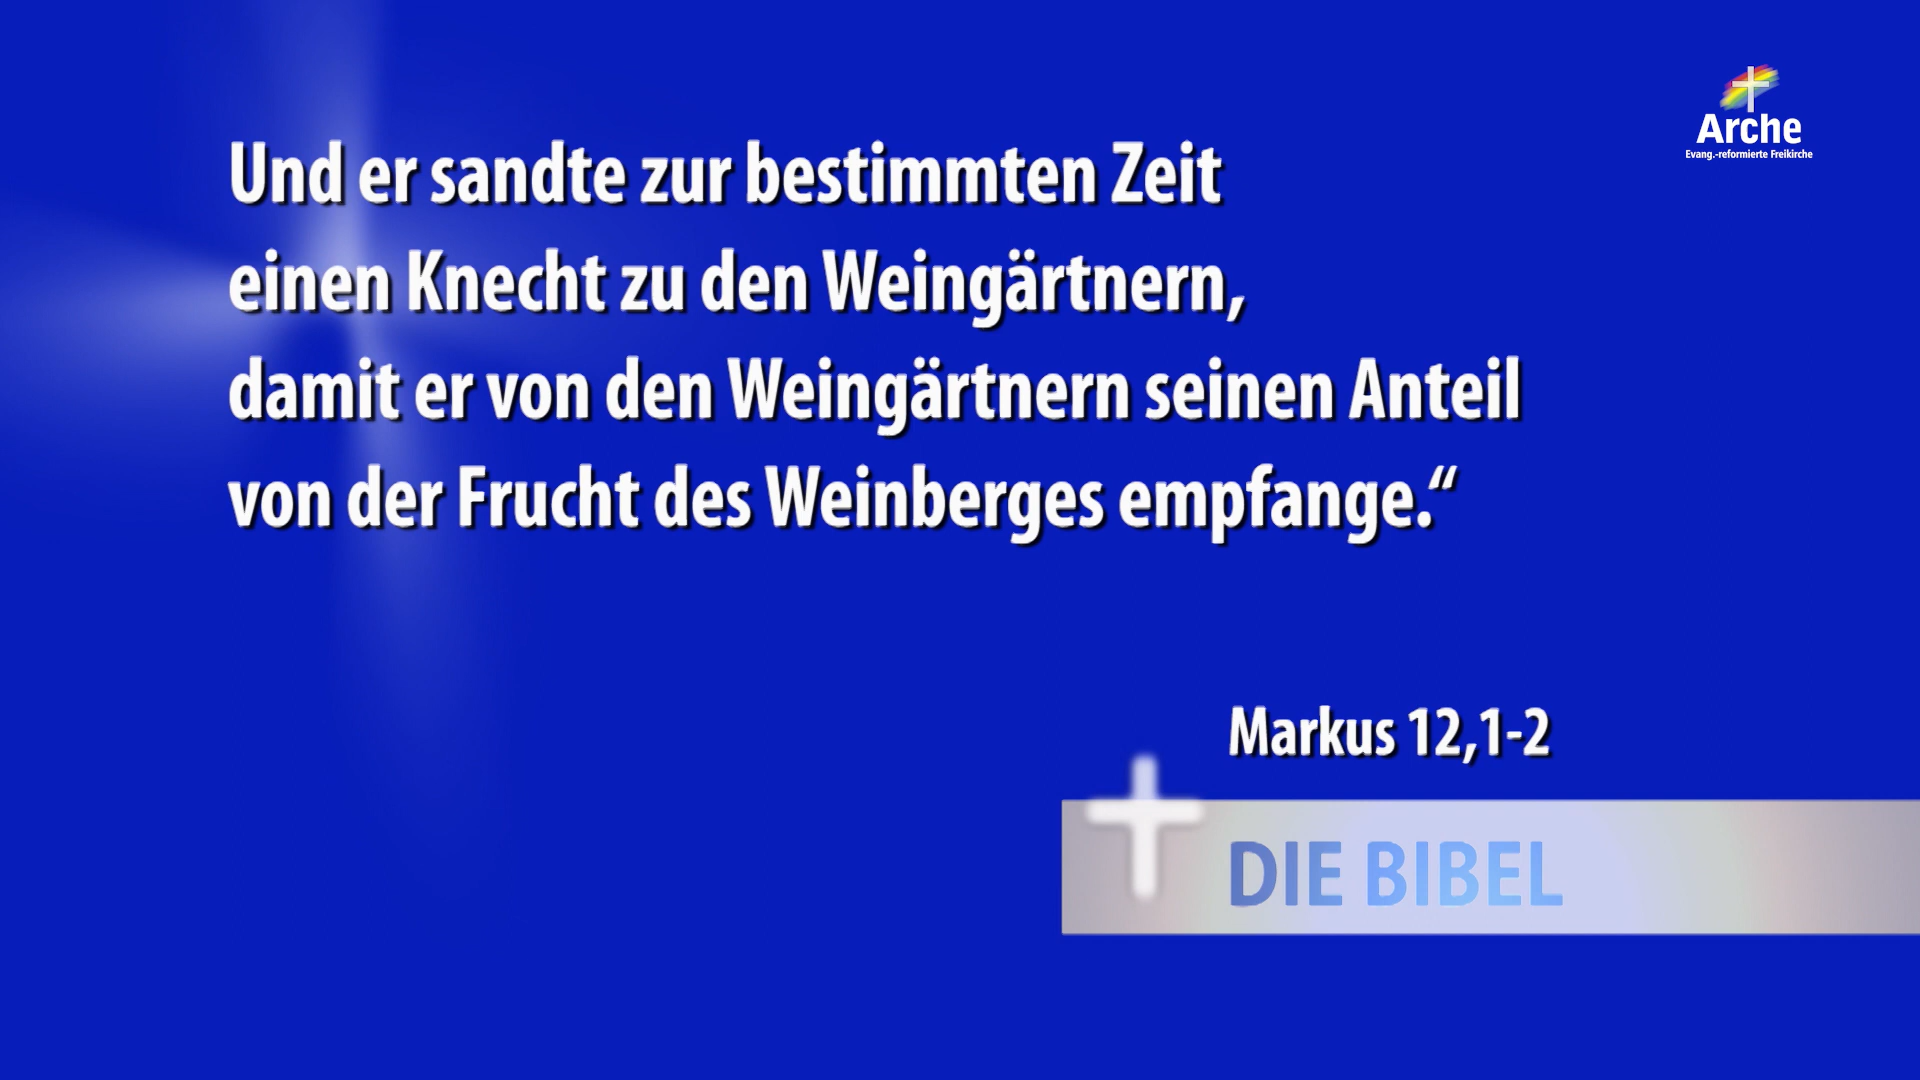 Arche
Evang.-reformierte Freikirche
Und er sandte zur bestimmten Zeit
einen Knecht zu den Weingärtnern,
damit er von den Weingärtnern seinen Anteil
von der Frucht des Weinberges empfange.“
Markus 12,1-2
DIE BIBEL